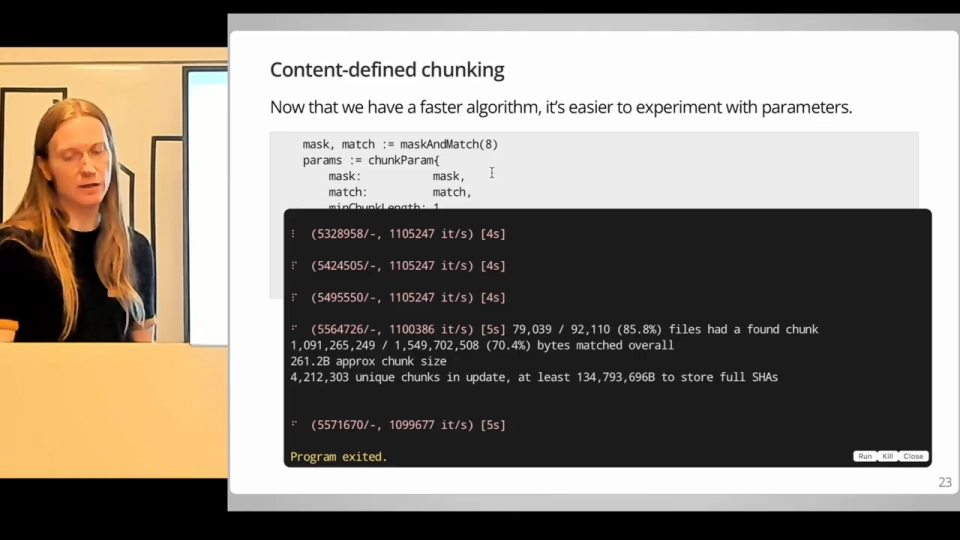 Content-defined chunking
Now that we have a faster algorithm, it's easier to experiment with parameters.
mask, match := maskAndMatch(8)
params := chunkParam{
mask: mask,
match: match,
minChunkLength: 1
(5328958/-, 1105247 it/s) [4s]
(5424505/-, 1105247 it/s) [4s]
(5495550/-, 1105247 it/s) [4s]
(5564726/-, 1100386 it/s) [5s] 79,039 / 92,110 (85.8%) files had a found chunk
1,091,265,249 / 1,549,702,508 (70.4%) bytes matched overall
261.2B approx chunk size
4,212,303 unique chunks in update, at least 134,793,696B to store full SHAs
(5571670/-, 1099677 it/s) [5s]
Program exited.
Run Kill Close
23